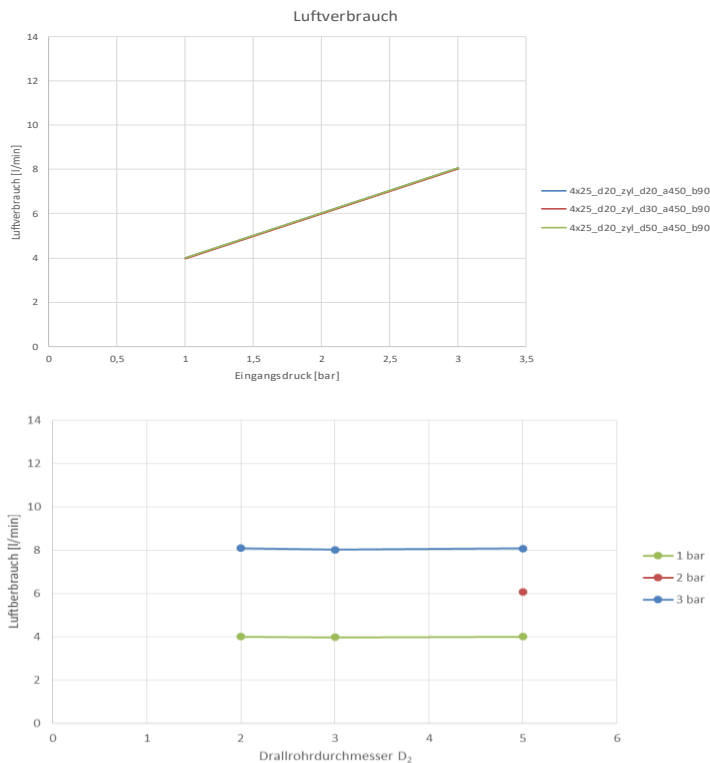 Luftverbrauch
14
12
10
8
6
4
2
0
Luftverbrauch [l/min]
0 0,5 1 1,5 2 2,5 3 3,5
Eingangsdruck [bar]
4x25_d20_zyl_d20_a450_b90
4x25_d20_zyl_d30_a450_b90
4x25_d20_zyl_d50_a450_b90
14
12
10
8
6
4
2
0
Luftberbrauch [l/min]
0 1 2 3 4 5 6
Drallrohrdurchmesser D₂
1 bar
2 bar
3 bar